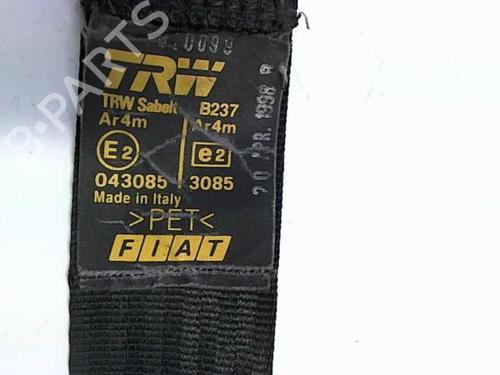 TRW
TRW Sabelt B237
Ar4m Ar4m
E2 e2
043085 3085
Made in Italy
>PET<
FIAT
20 APR. 1998
B-PARTS